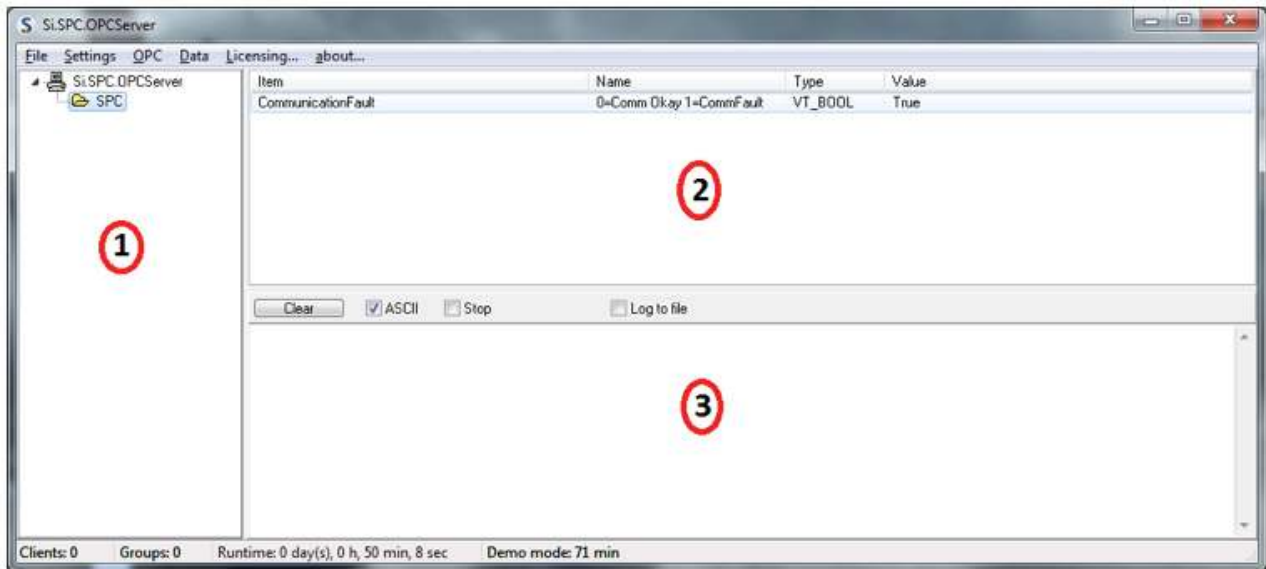 Si.SPC.OPCServer
File Settings OPC Data Licensing... about...
Si.SPC.OPCServer
SPC
Item Name Type Value
CommunicationFault 0=Comm Okay 1=CommFault VT_BOOL True
1
2
Clear ASCII Stop Log to file
3
Clients: 0 Groups: 0 Runtime: 0 day(s), 0 h, 50 min, 8 sec Demo mode: 71 min